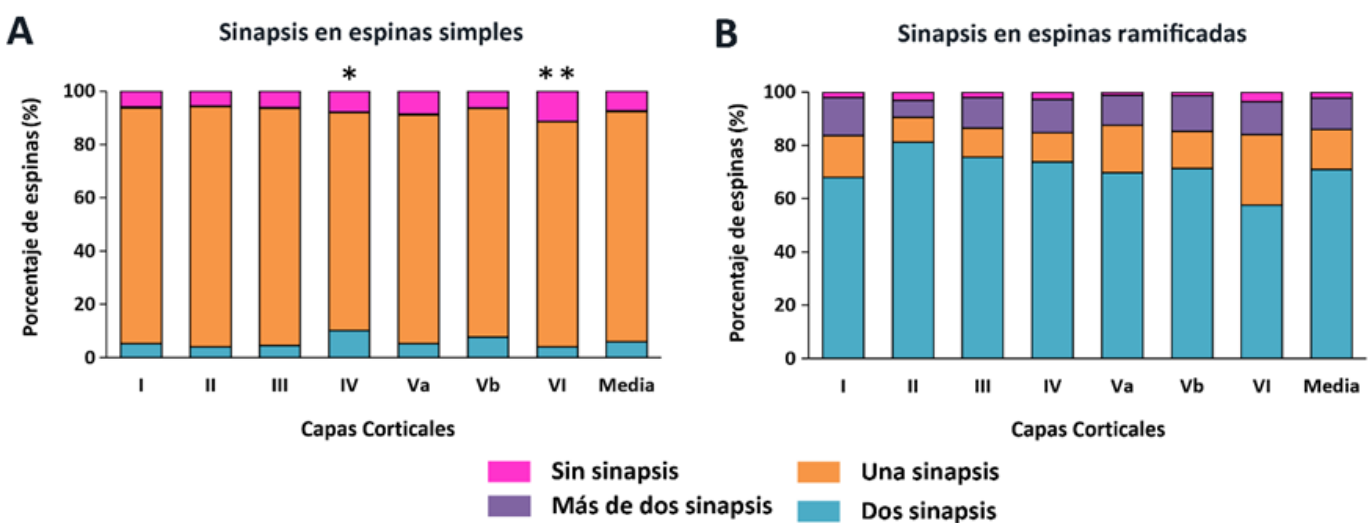 A
Sinapsis en espinas simples
* **
Porcentaje de espinas (%)
100
80
60
40
20
0
I II III IV Va Vb VI Media
Capas Corticales
B
Sinapsis en espinas ramificadas
Porcentaje de espinas (%)
100
80
60
40
20
0
I II III IV Va Vb VI Media
Capas Corticales
Sin sinapsis
Una sinapsis
Más de dos sinapsis
Dos sinapsis